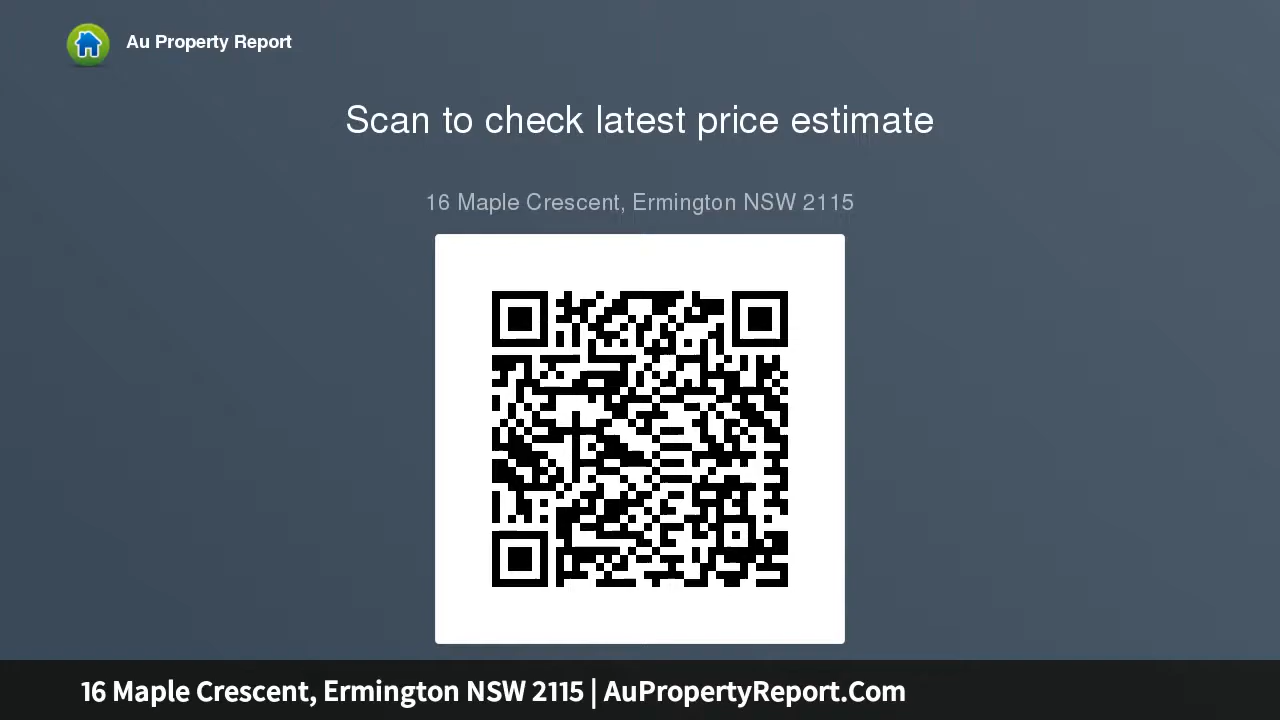 Au Property Report
Scan to check latest price estimate
16 Maple Crescent, Ermington NSW 2115
16 Maple Crescent, Ermington NSW 2115 | AuPropertyReport.Com